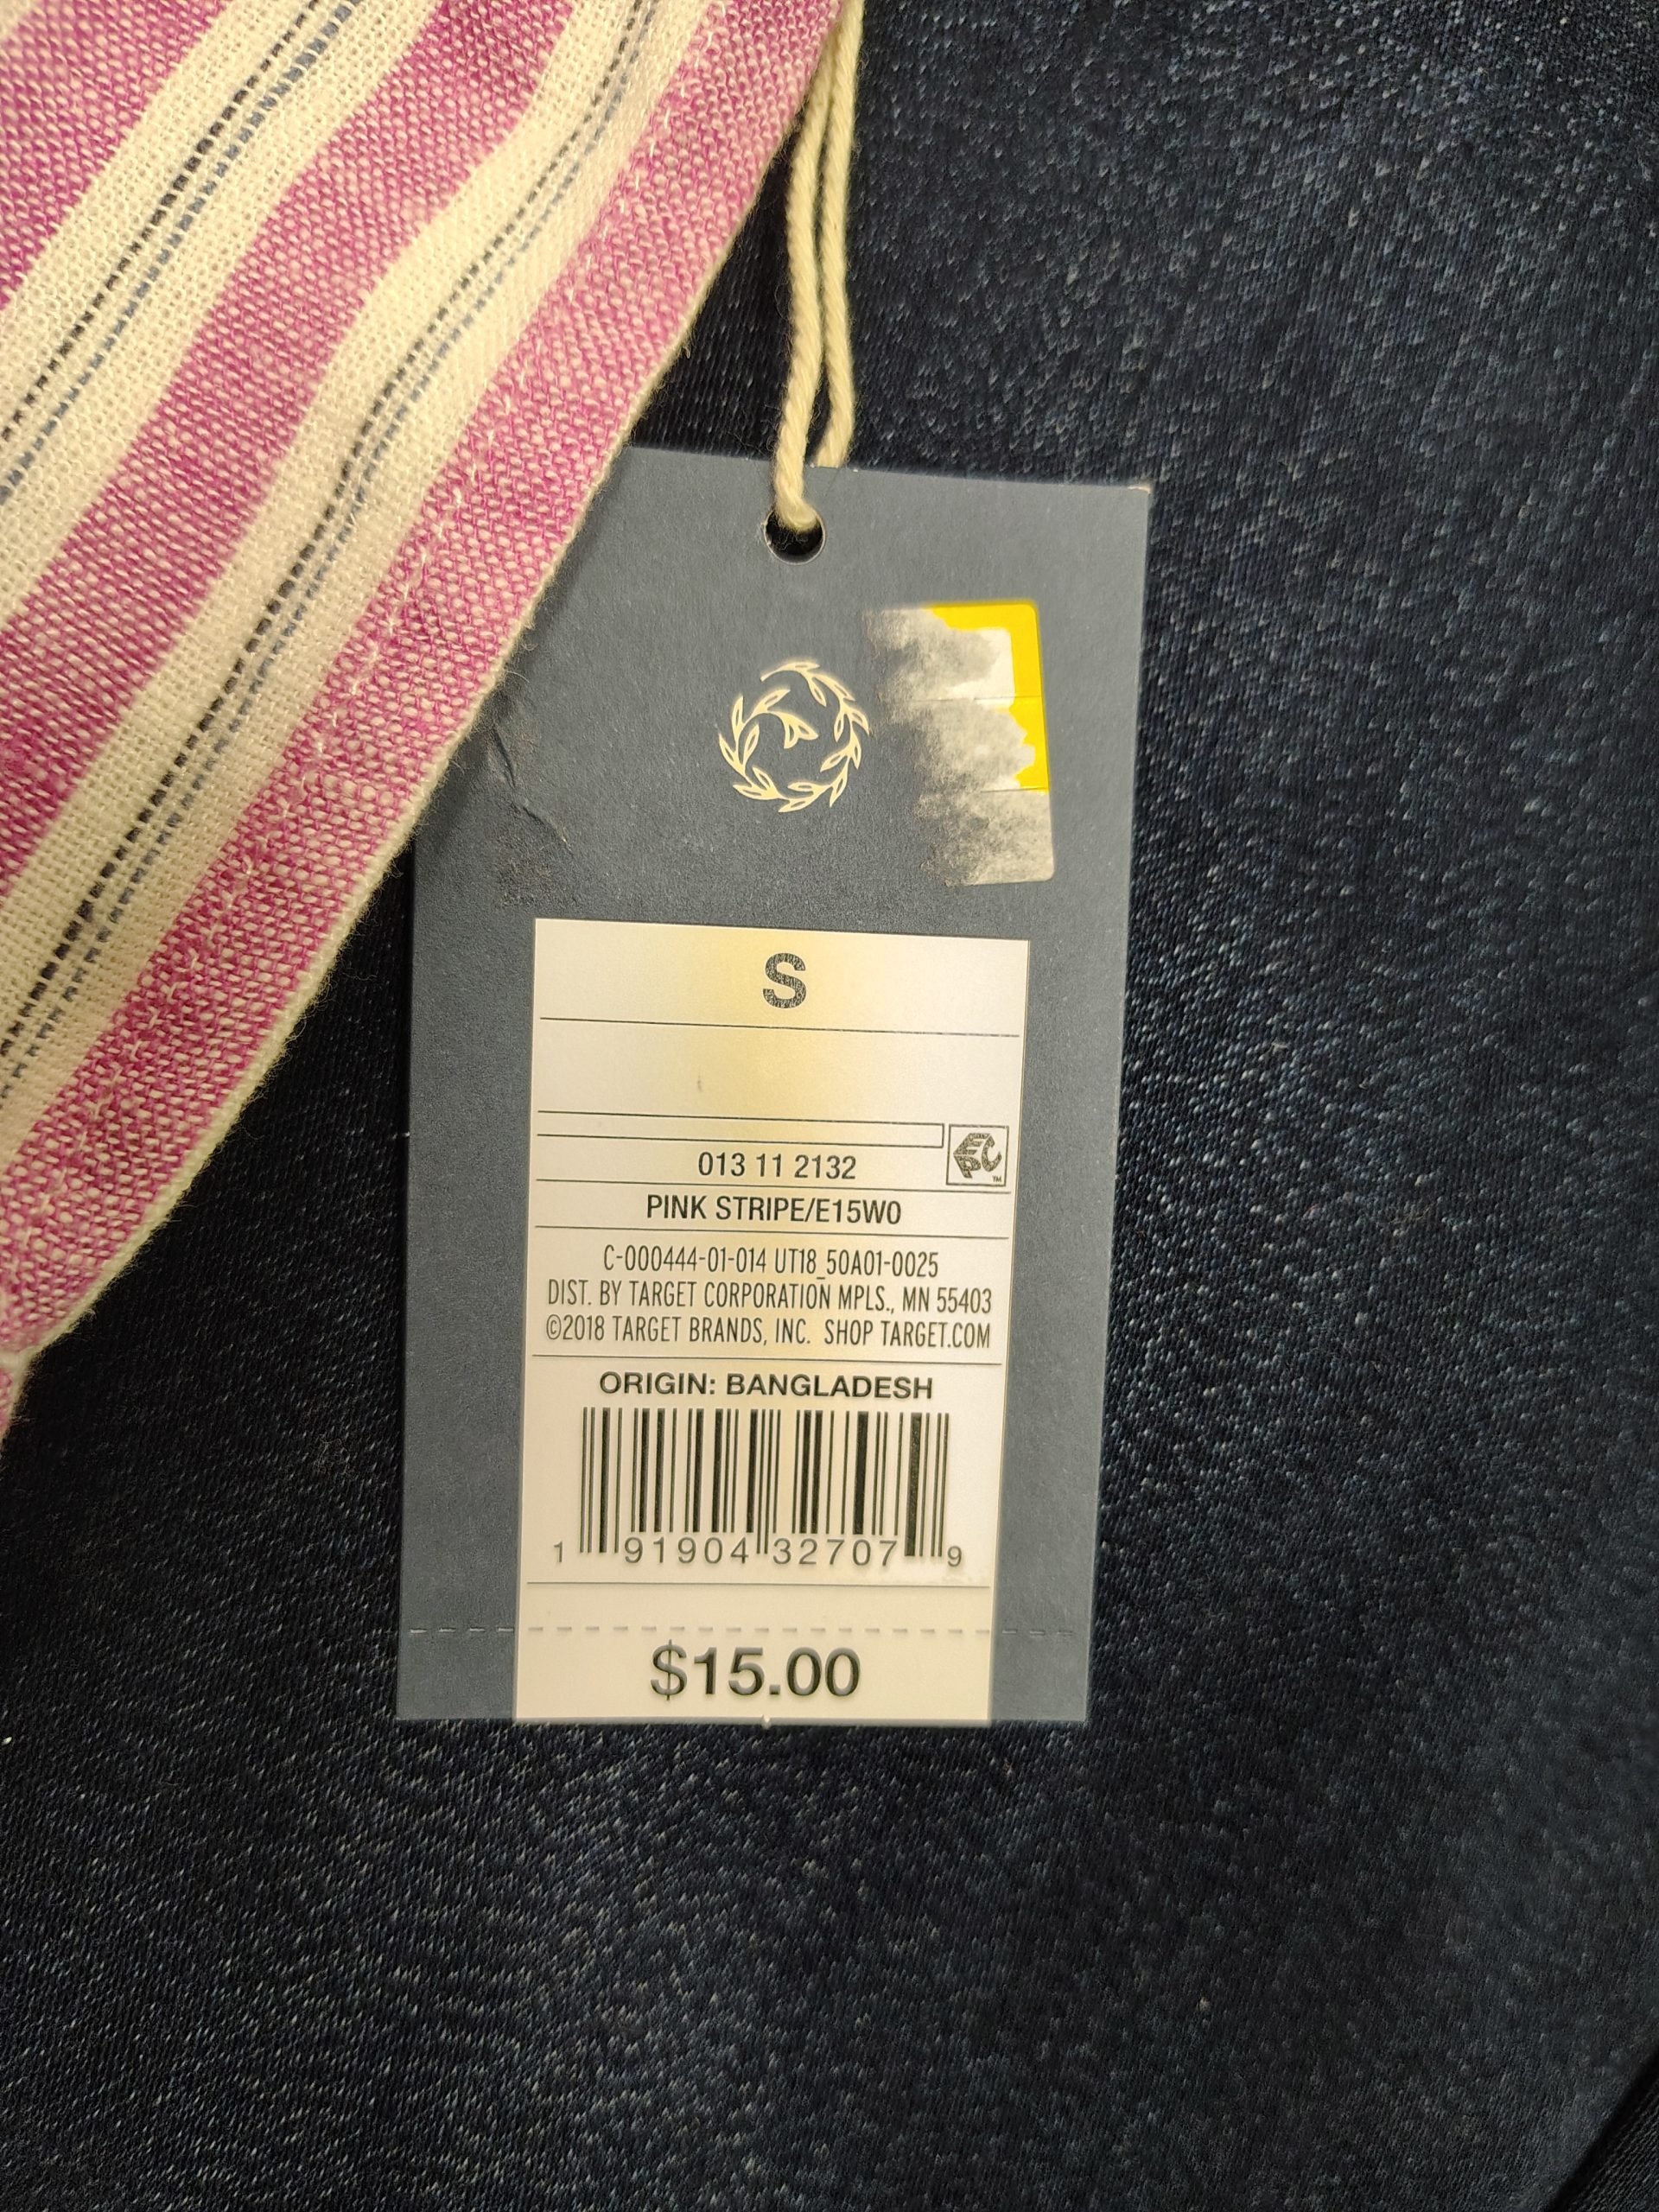 S
013 11 2132
EPC™
PINK STRIPE/E15W0
C-000444-01-014 UT18_50A01-0025
DIST. BY TARGET CORPORATION MPLS., MN 55403
©2018 TARGET BRANDS, INC. SHOP TARGET.COM
ORIGIN: BANGLADESH
1 91904 32707 9
$15.00